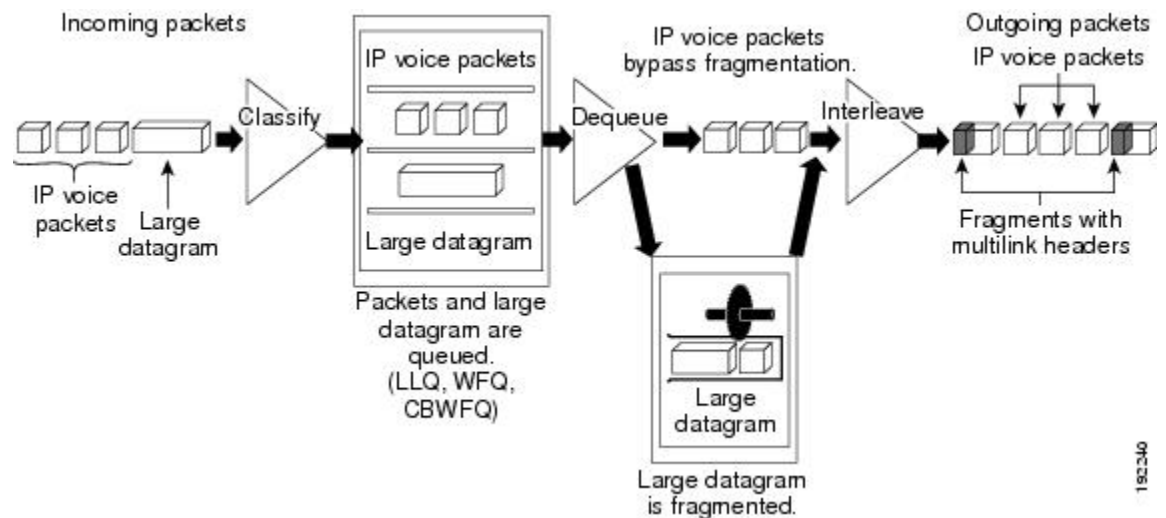 Incoming packets
IP voice
packets
Large
datagram
Classify
IP voice packets
Large datagram
Packets and large
datagram are
queued.
(LLQ, WFQ,
CBWFQ)
Dequeue
IP voice packets
bypass fragmentation.
Large
datagram
Large datagram
is fragmented.
Interleave
Outgoing packets
IP voice packets
Fragments with
multilink headers
192240